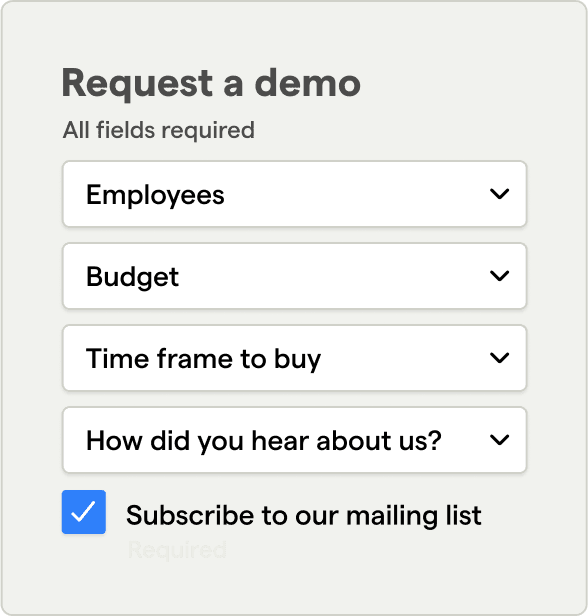 Request a demo
All fields required
Employees
Budget
Time frame to buy
How did you hear about us?
Subscribe to our mailing list
Required